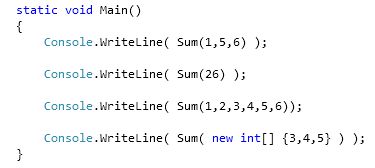 static void Main()
{
Console.WriteLine( Sum(1,5,6) );
Console.WriteLine( Sum(26) );
Console.WriteLine( Sum(1,2,3,4,5,6));
Console.WriteLine( Sum( new int[] {3,4,5} ) );
}